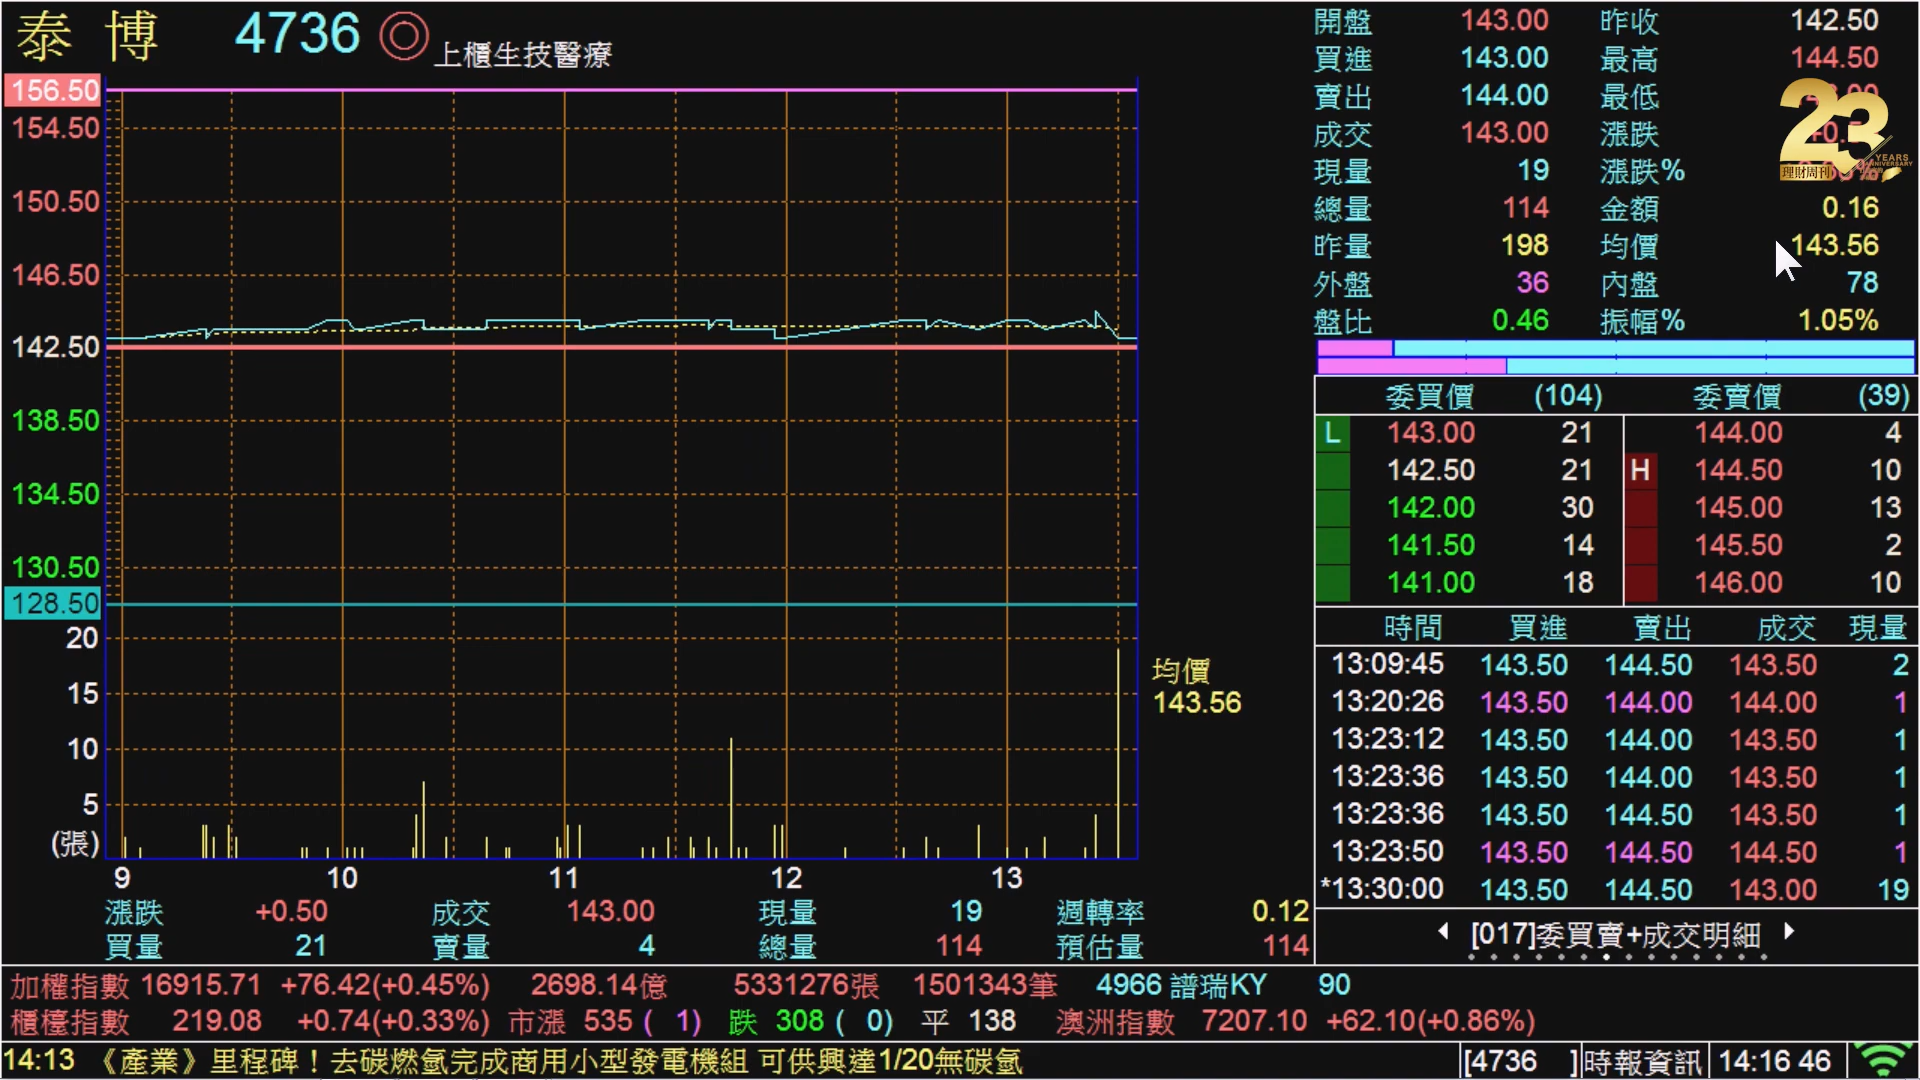 泰 博 4736 ◎ 上櫃生技醫療
156.50
154.50
150.50
146.50
142.50
138.50
134.50
130.50
128.50
20
15
10
5
(張)
9 10 11 12 13
均價
143.56
漲跌 +0.50 成交 143.00 現量 19 週轉率 0.12
買量 21 賣量 4 總量 114 預估量 114
開盤 143.00 昨收 142.50
買進 143.00 最高 144.50
賣出 144.00 最低
成交 143.00 漲跌
現量 19 漲跌%
總量 114 金額 0.16
昨量 198 均價 143.56
外盤 36 內盤 78
盤比 0.46 振幅% 1.05%
23
YEARS
ANNIVERSARY
理財周刊
委買價 (104) 委賣價 (39)
L 143.00 21 144.00 4
142.50 21 H 144.50 10
142.00 30 145.00 13
141.50 14 145.50 2
141.00 18 146.00 10
時間 買進 賣出 成交 現量
13:09:45 143.50 144.50 143.50 2
13:20:26 143.50 144.00 144.00 1
13:23:12 143.50 144.00 143.50 1
13:23:36 143.50 144.00 143.50 1
13:23:36 143.50 144.00 143.50 1
13:23:50 143.50 144.50 144.50 1
*13:30:00 143.50 144.50 143.00 19
[017]委買賣+成交明細
加權指數 16915.71 +76.42(+0.45%) 2698.14億 5331276張 1501343筆 4966 譜瑞KY 90
櫃檯指數 219.08 +0.74(+0.33%) 市漲 535 ( 1) 跌 308 ( 0) 平 138 澳洲指數 7207.10 +62.10(+0.86%)
14:13 《產業》里程碑！去碳燃氫完成商用小型發電機組 可供興達1/20無碳氫 [4736 ]時報資訊 14:16 46